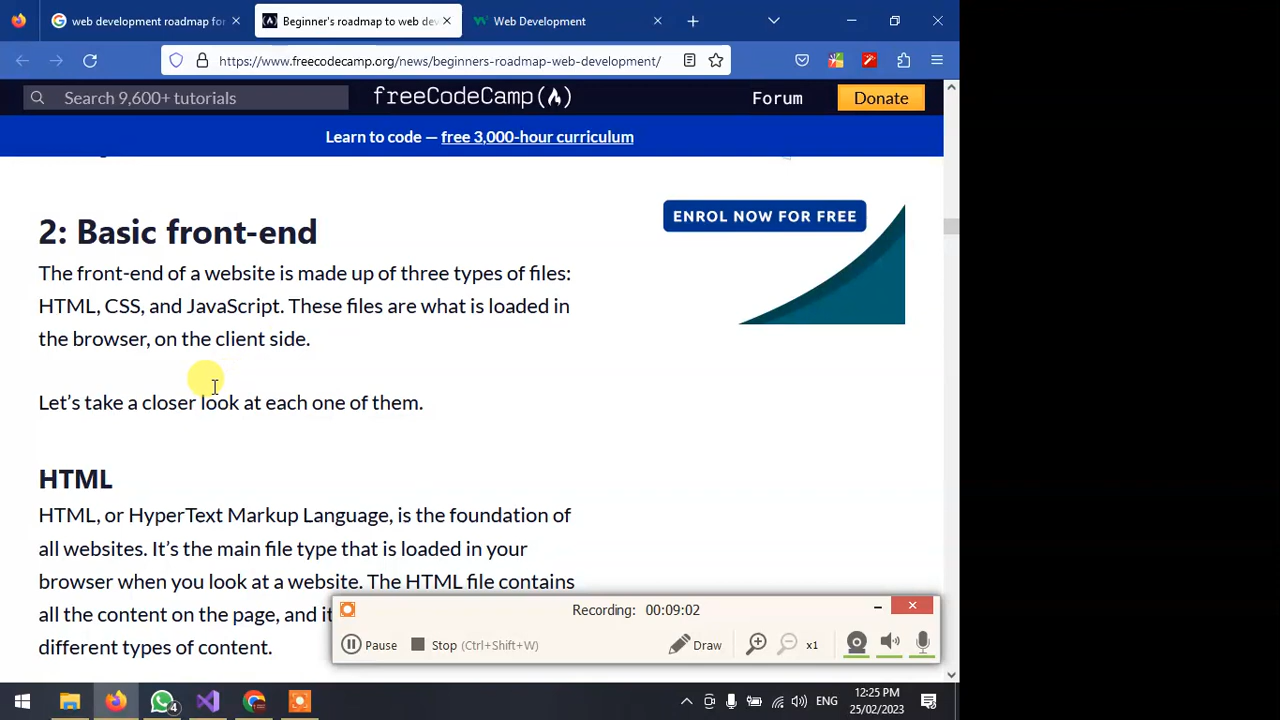 web development roadmap for
Beginner's roadmap to web dev
Web Development
https://www.freecodecamp.org/news/beginners-roadmap-web-development/
Search 9,600+ tutorials
freeCodeCamp
Forum
Donate
Learn to code — free 3,000-hour curriculum
ENROL NOW FOR FREE
2: Basic front-end
The front-end of a website is made up of three types of files:
HTML, CSS, and JavaScript. These files are what is loaded in
the browser, on the client side.
Let's take a closer look at each one of them.
HTML
HTML, or HyperText Markup Language, is the foundation of
all websites. It's the main file type that is loaded in your
browser when you look at a website. The HTML file contains
all the content on the page, and it
different types of content.
Recording: 00:09:02
Pause
Stop (Ctrl+Shift+W)
Draw
x1
4
ENG
12:25 PM
25/02/2023